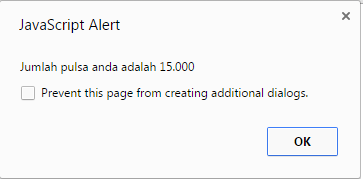 JavaScript Alert
Jumlah pulsa anda adalah 15.000
Prevent this page from creating additional dialogs.
OK